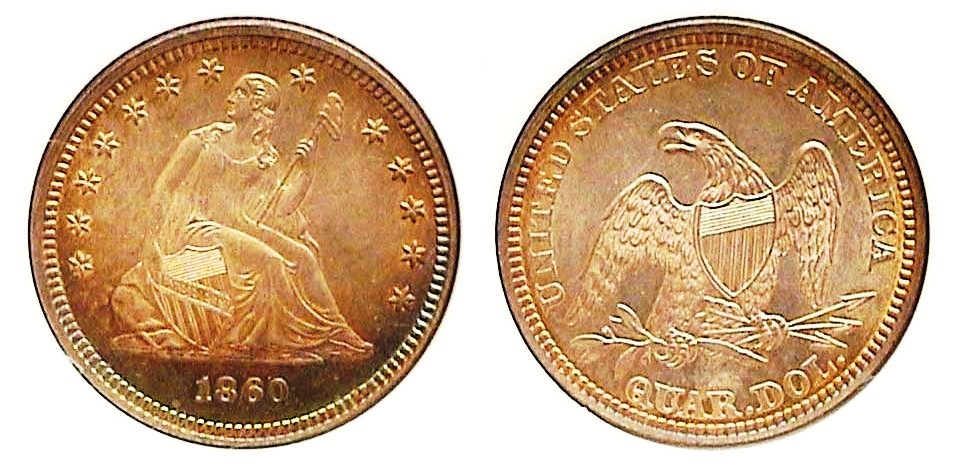 1860
UNITED STATES OF AMERICA
QUAR. DOL.